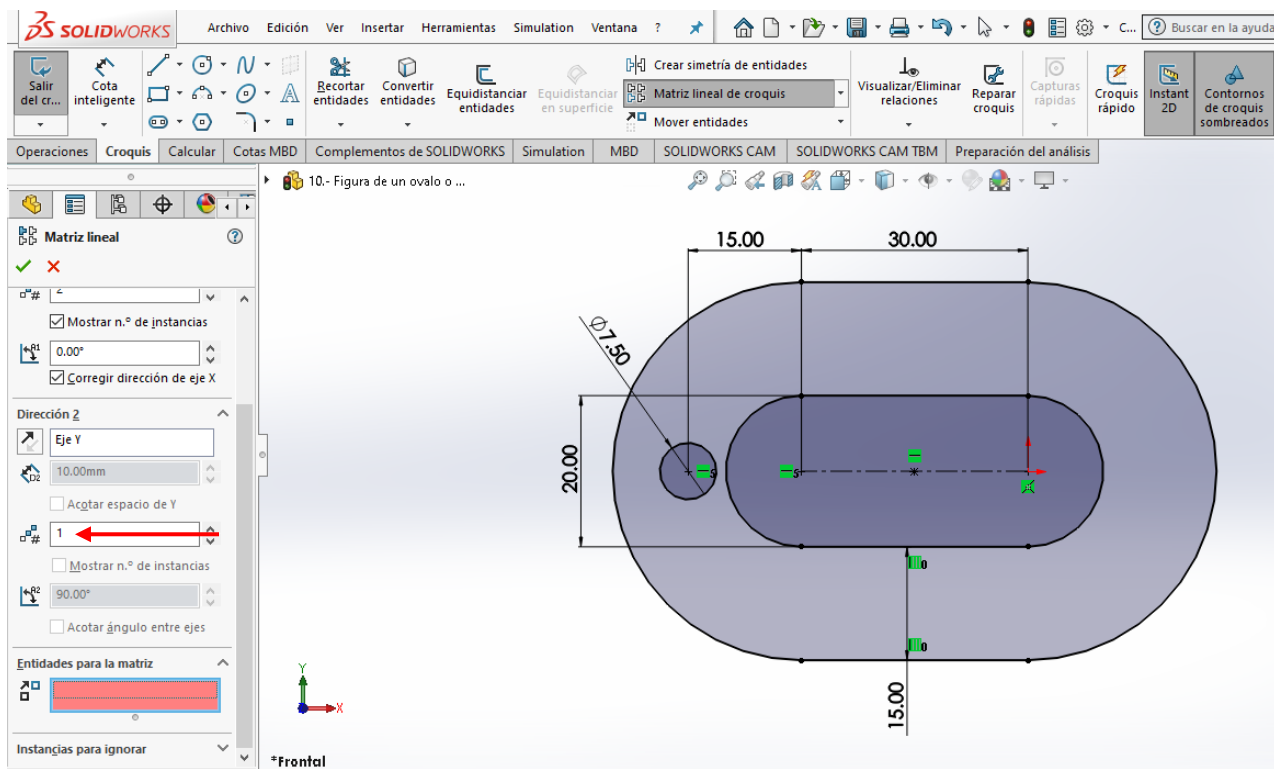 SOLIDWORKS Archivo Edición Ver Insertar Herramientas Simulation Ventana ? C... Buscar en la ayuda
Salir del cr...
Cota inteligente
Recortar entidades
Convertir entidades
Equidistanciar entidades
Equidistanciar en superficie
Crear simetría de entidades
Matriz lineal de croquis
Mover entidades
Visualizar/Eliminar relaciones
Reparar croquis
Capturas rápidas
Croquis rápido
Instant 2D
Contornos de croquis sombreados
Operaciones Croquis Calcular Cotas MBD Complementos de SOLIDWORKS Simulation MBD SOLIDWORKS CAM SOLIDWORKS CAM TBM Preparación del análisis
10.- Figura de un ovalo o ...
Matriz lineal
2
Mostrar n.º de instancias
0.00°
Corregir dirección de eje X
Dirección 2
Eje Y
10.00mm
Acotar espacio de Y
1
Mostrar n.º de instancias
90.00°
Acotar ángulo entre ejes
Entidades para la matriz
Instancias para ignorar
15.00
30.00
Ø7.50
20.00
15.00
Y
X
*Frontal